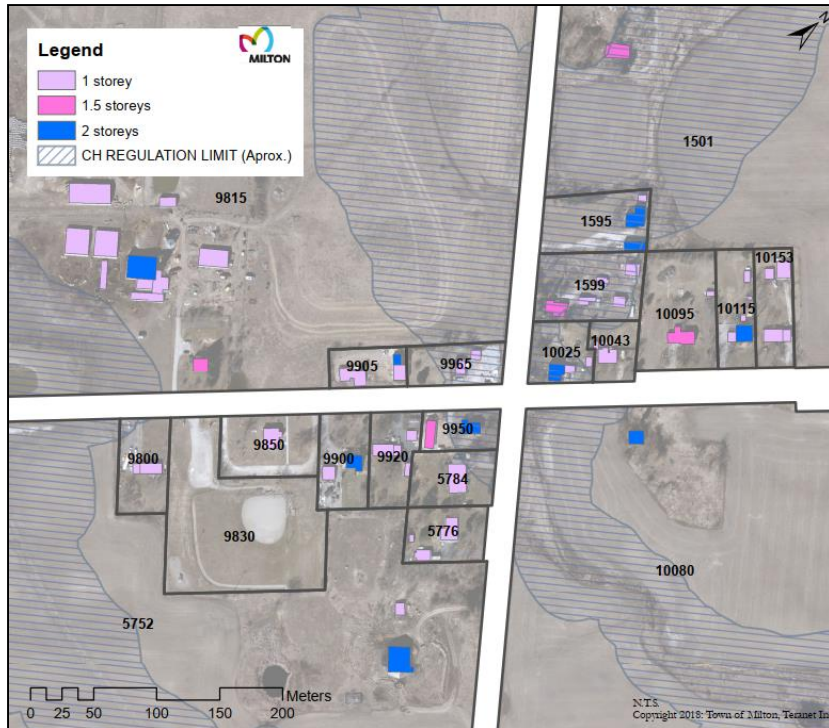 Legend
MILTON
1 storey
1.5 storeys
2 storeys
CH REGULATION LIMIT (Aprox.)
N
1501
9815
1595
1599
10153
10095
10115
10025
10043
9905
9965
9950
9850
9800
9900
9920
5784
9830
5776
10080
5752
Meters
0 25 50 100 150 200
N.T.S.
Copyright 2018: Town of Milton, Teranet In